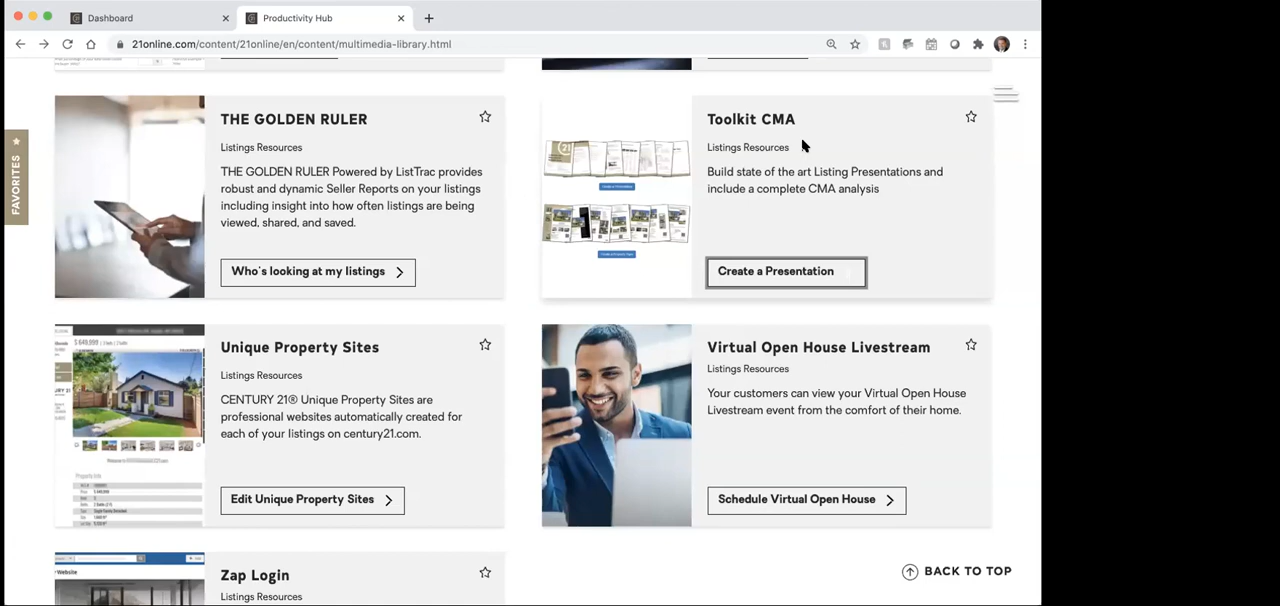 Dashboard
Productivity Hub
21online.com/content/21online/en/content/multimedia-library.html
FAVORITES
THE GOLDEN RULER
Listings Resources
THE GOLDEN RULER Powered by ListTrac provides
robust and dynamic Seller Reports on your listings
including insight into how often listings are being
viewed, shared, and saved.
Who's looking at my listings
Toolkit CMA
Listings Resources
Build state of the art Listing Presentations and
include a complete CMA analysis
Create a Presentation
$ 649,999
Unique Property Sites
Listings Resources
CENTURY 21® Unique Property Sites are
professional websites automatically created for
each of your listings on century21.com.
Edit Unique Property Sites
Virtual Open House Livestream
Listings Resources
Your customers can view your Virtual Open House
Livestream event from the comfort of their home.
Schedule Virtual Open House
Website
Zap Login
Listings Resources
BACK TO TOP